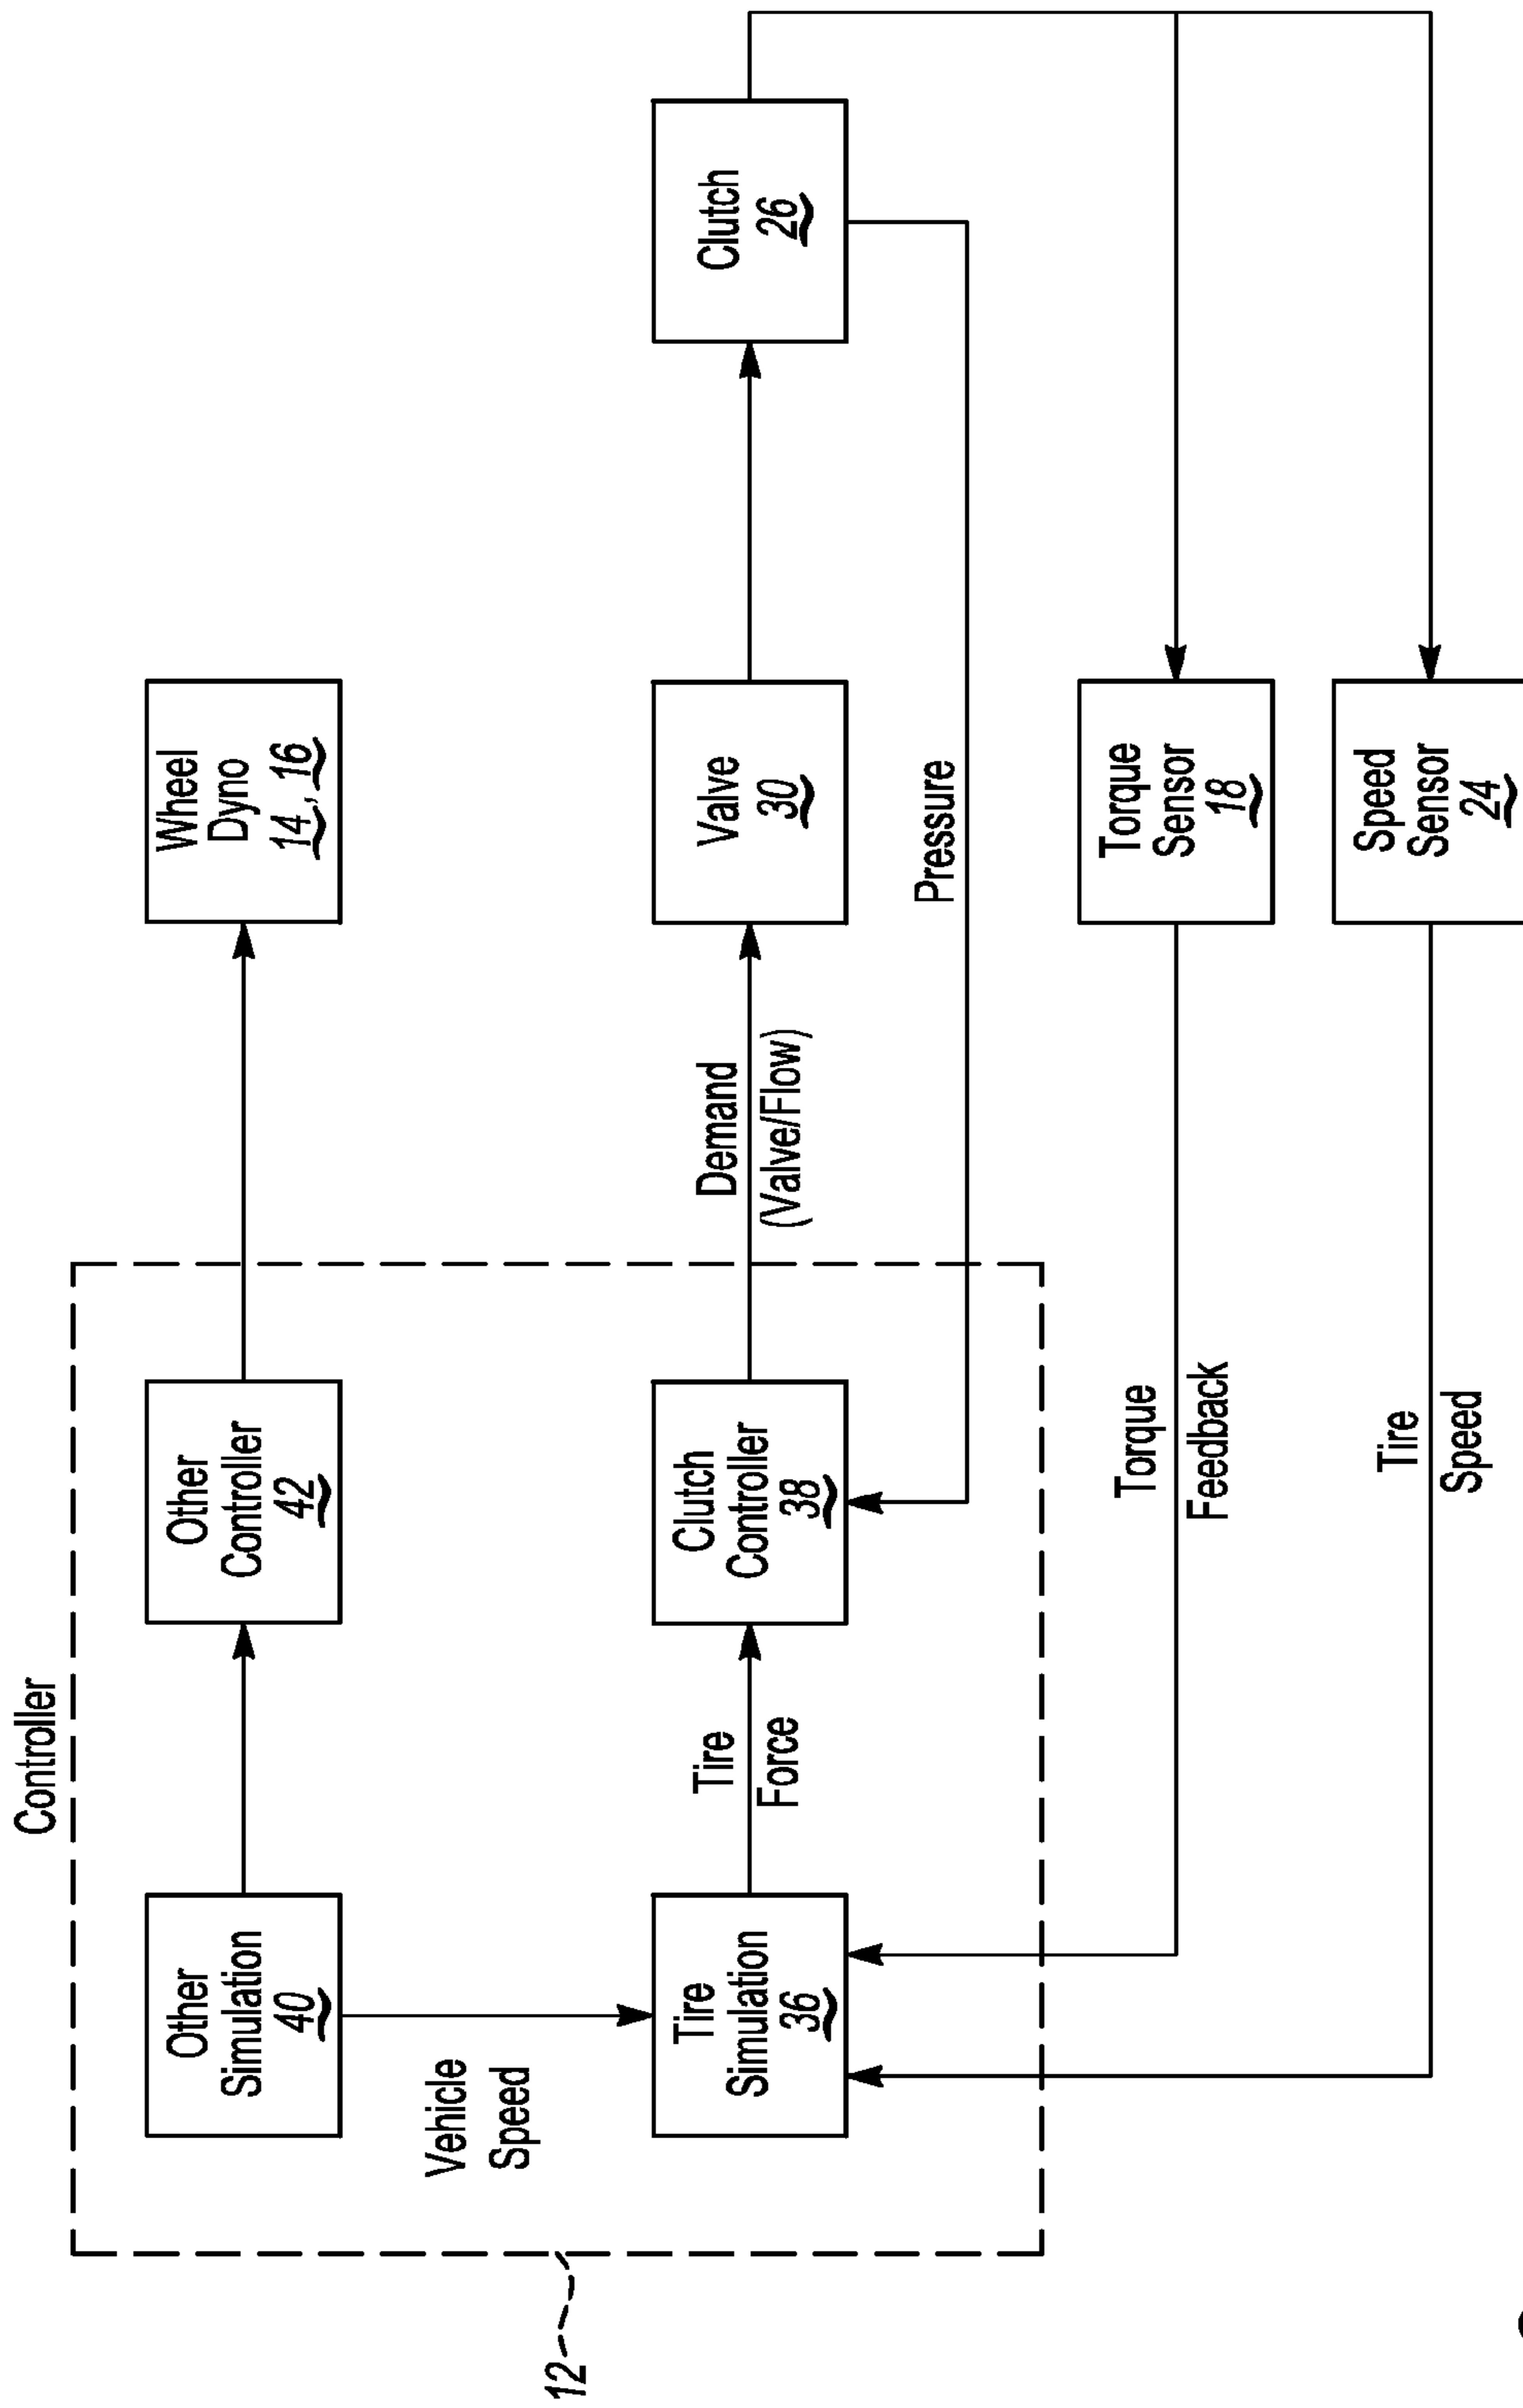 Controller
Other
Simulation
40
Other
Controller
42
Wheel
Dyno
14, 16
Vehicle
Speed
Tire
Simulation
36
Tire
Force
Clutch
Controller
38
Demand
(Valve/Flow)
Valve
30
Clutch
26
Pressure
Torque
Feedback
Torque
Sensor
18
Tire
Speed
Speed
Sensor
24
12